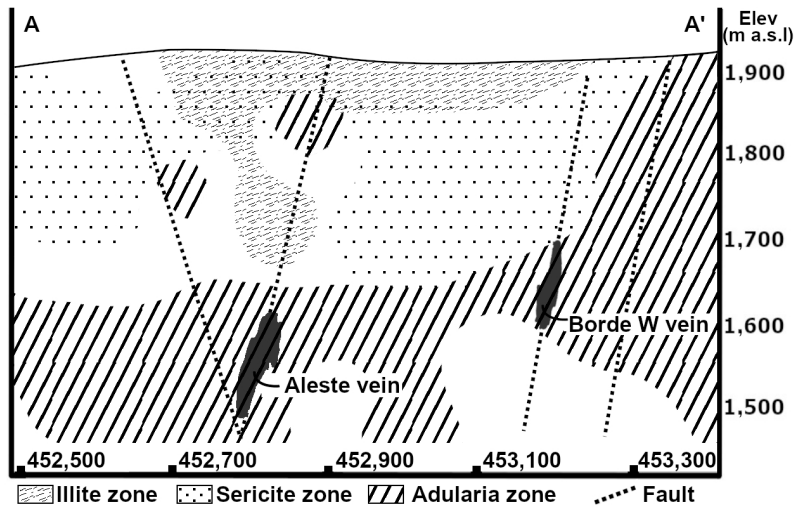 A
A'
Elev
(m a.s.l)
1,900
1,800
1,700
1,600
1,500
Borde W vein
Aleste vein
452,500 452,700 452,900 453,100 453,300
Illite zone Sericite zone Adularia zone Fault